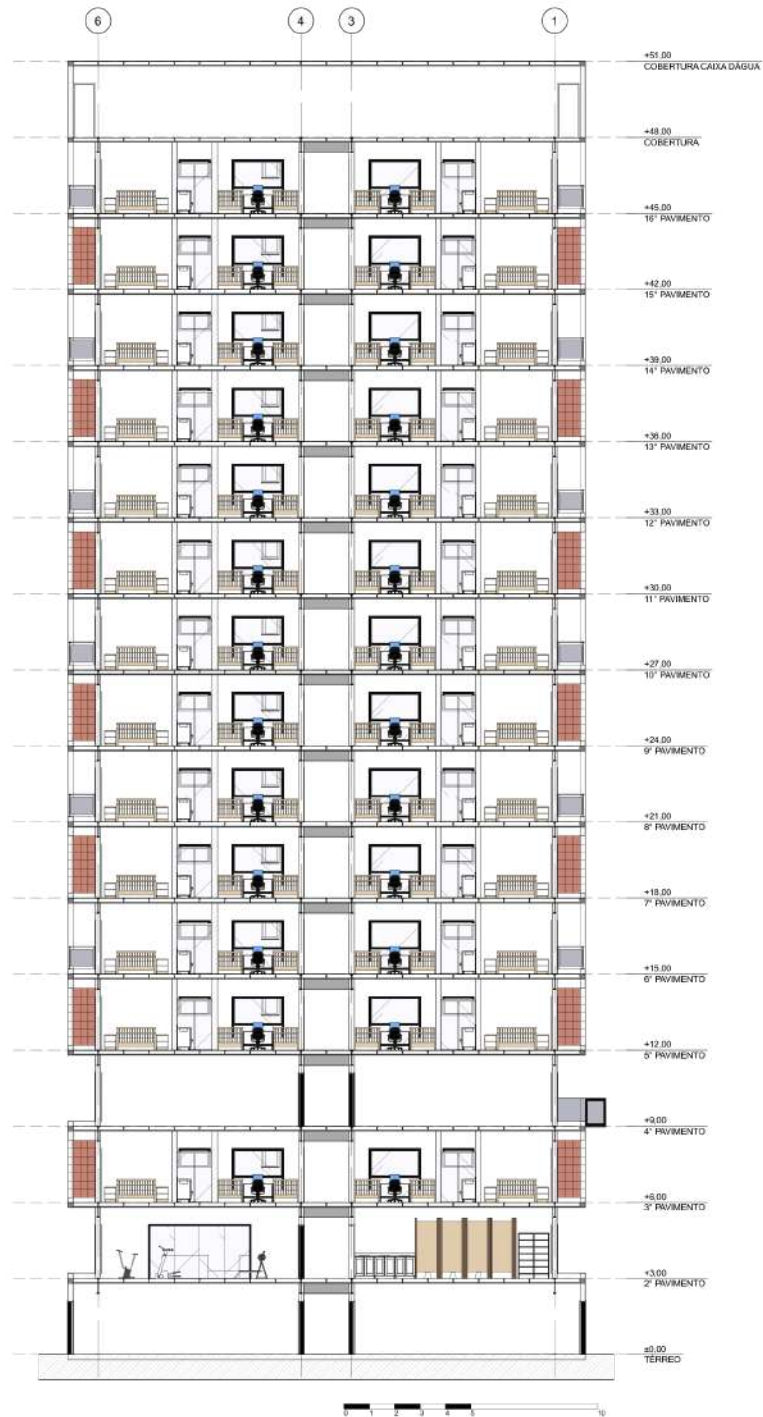 6 4 3 1
+51,00
COBERTURA CAIXA DÁGUA
+48,00
COBERTURA
+45,00
16° PAVIMENTO
+42,00
15° PAVIMENTO
+39,00
14° PAVIMENTO
+36,00
13° PAVIMENTO
+33,00
12° PAVIMENTO
+30,00
11° PAVIMENTO
+27,00
10° PAVIMENTO
+24,00
9° PAVIMENTO
+21,00
8° PAVIMENTO
+18,00
7° PAVIMENTO
+15,00
6° PAVIMENTO
+12,00
5° PAVIMENTO
+9,00
4° PAVIMENTO
+6,00
3° PAVIMENTO
+3,00
2° PAVIMENTO
±0,00
TÉRREO
0 1 2 3 4 5 10